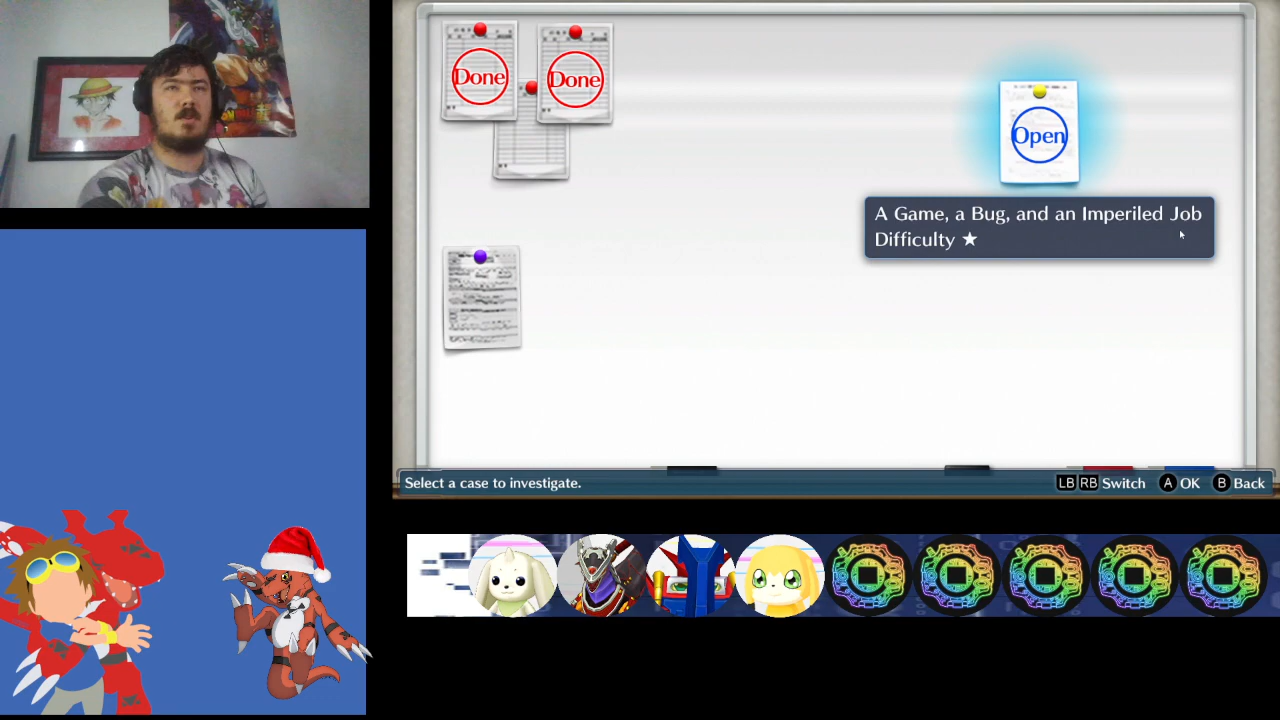 Done
Done
Open
A Game, a Bug, and an Imperiled Job
Difficulty ★
Select a case to investigate.
LB RB Switch A OK B Back